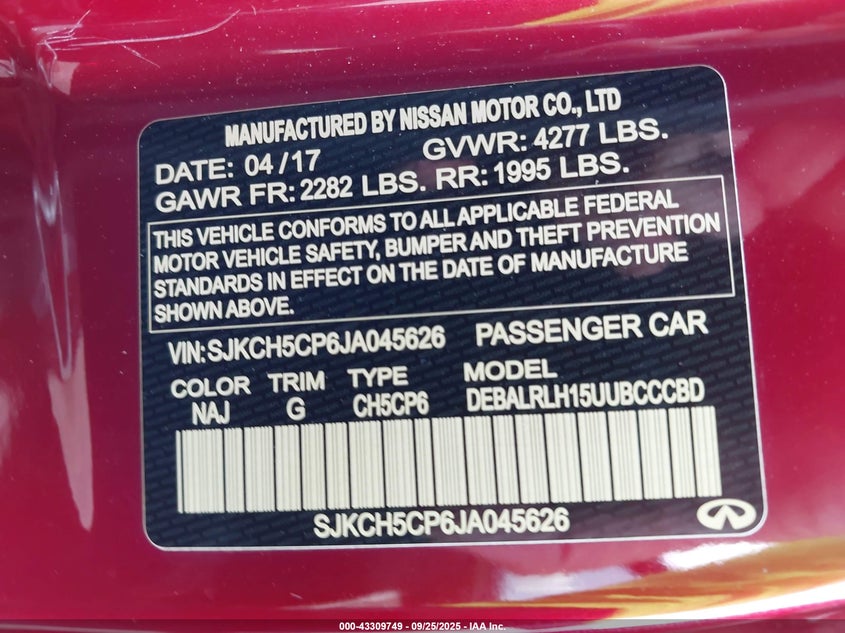 MANUFACTURED BY NISSAN MOTOR CO., LTD
DATE: 04/17 GVWR: 4277 LBS.
GAWR FR: 2282 LBS. RR: 1995 LBS.
THIS VEHICLE CONFORMS TO ALL APPLICABLE FEDERAL
MOTOR VEHICLE SAFETY, BUMPER AND THEFT PREVENTION
STANDARDS IN EFFECT ON THE DATE OF MANUFACTURE
SHOWN ABOVE.
VIN:SJKCH5CP6JA045626 PASSENGER CAR
COLOR TRIM TYPE MODEL
NAJ G CH5CP6 DEBALRLH15UUBCCCBD
SJKCH5CP6JA045626
000-43309749 - 09/25/2025 - IAA Inc.